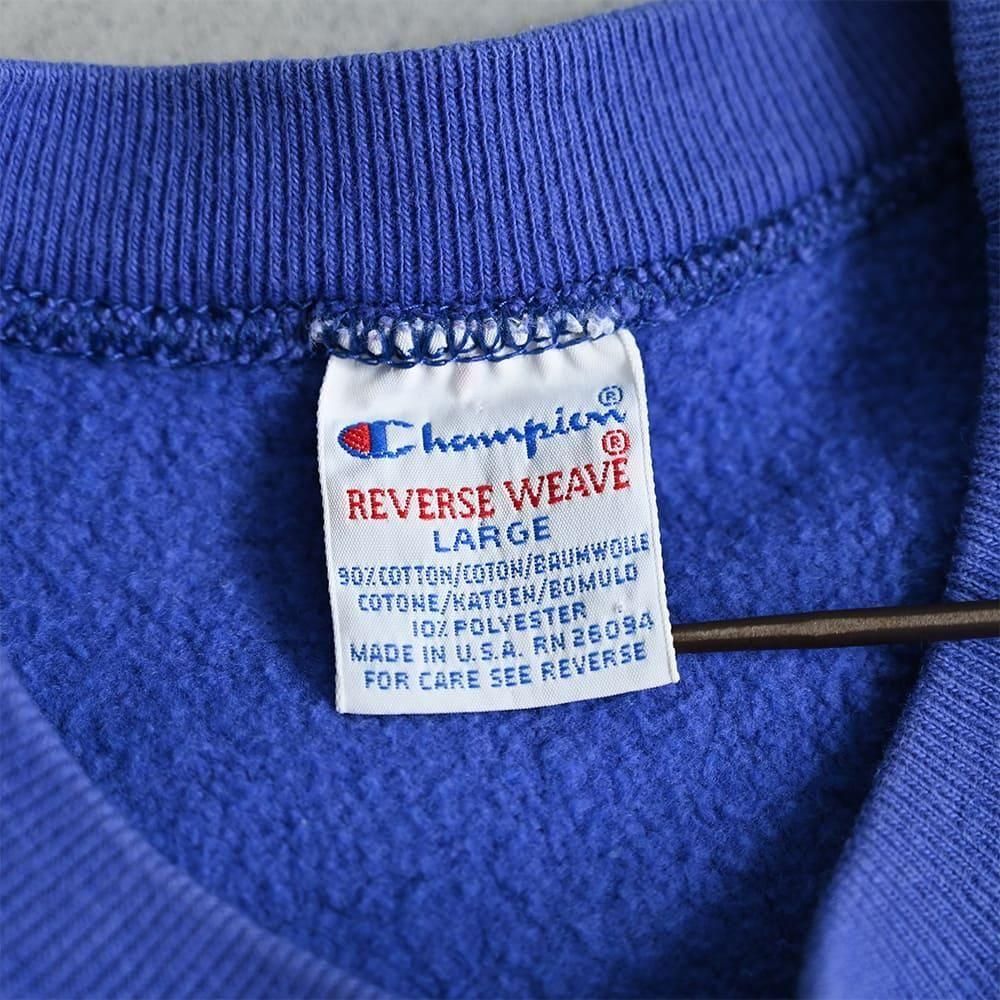 Champion®
REVERSE WEAVE®
LARGE
90%COTTON/COTON/BAUMWOLLE
COTONE/KATOEN/BOMULD
10% POLYESTER
MADE IN U.S.A. RN 26094
FOR CARE SEE REVERSE